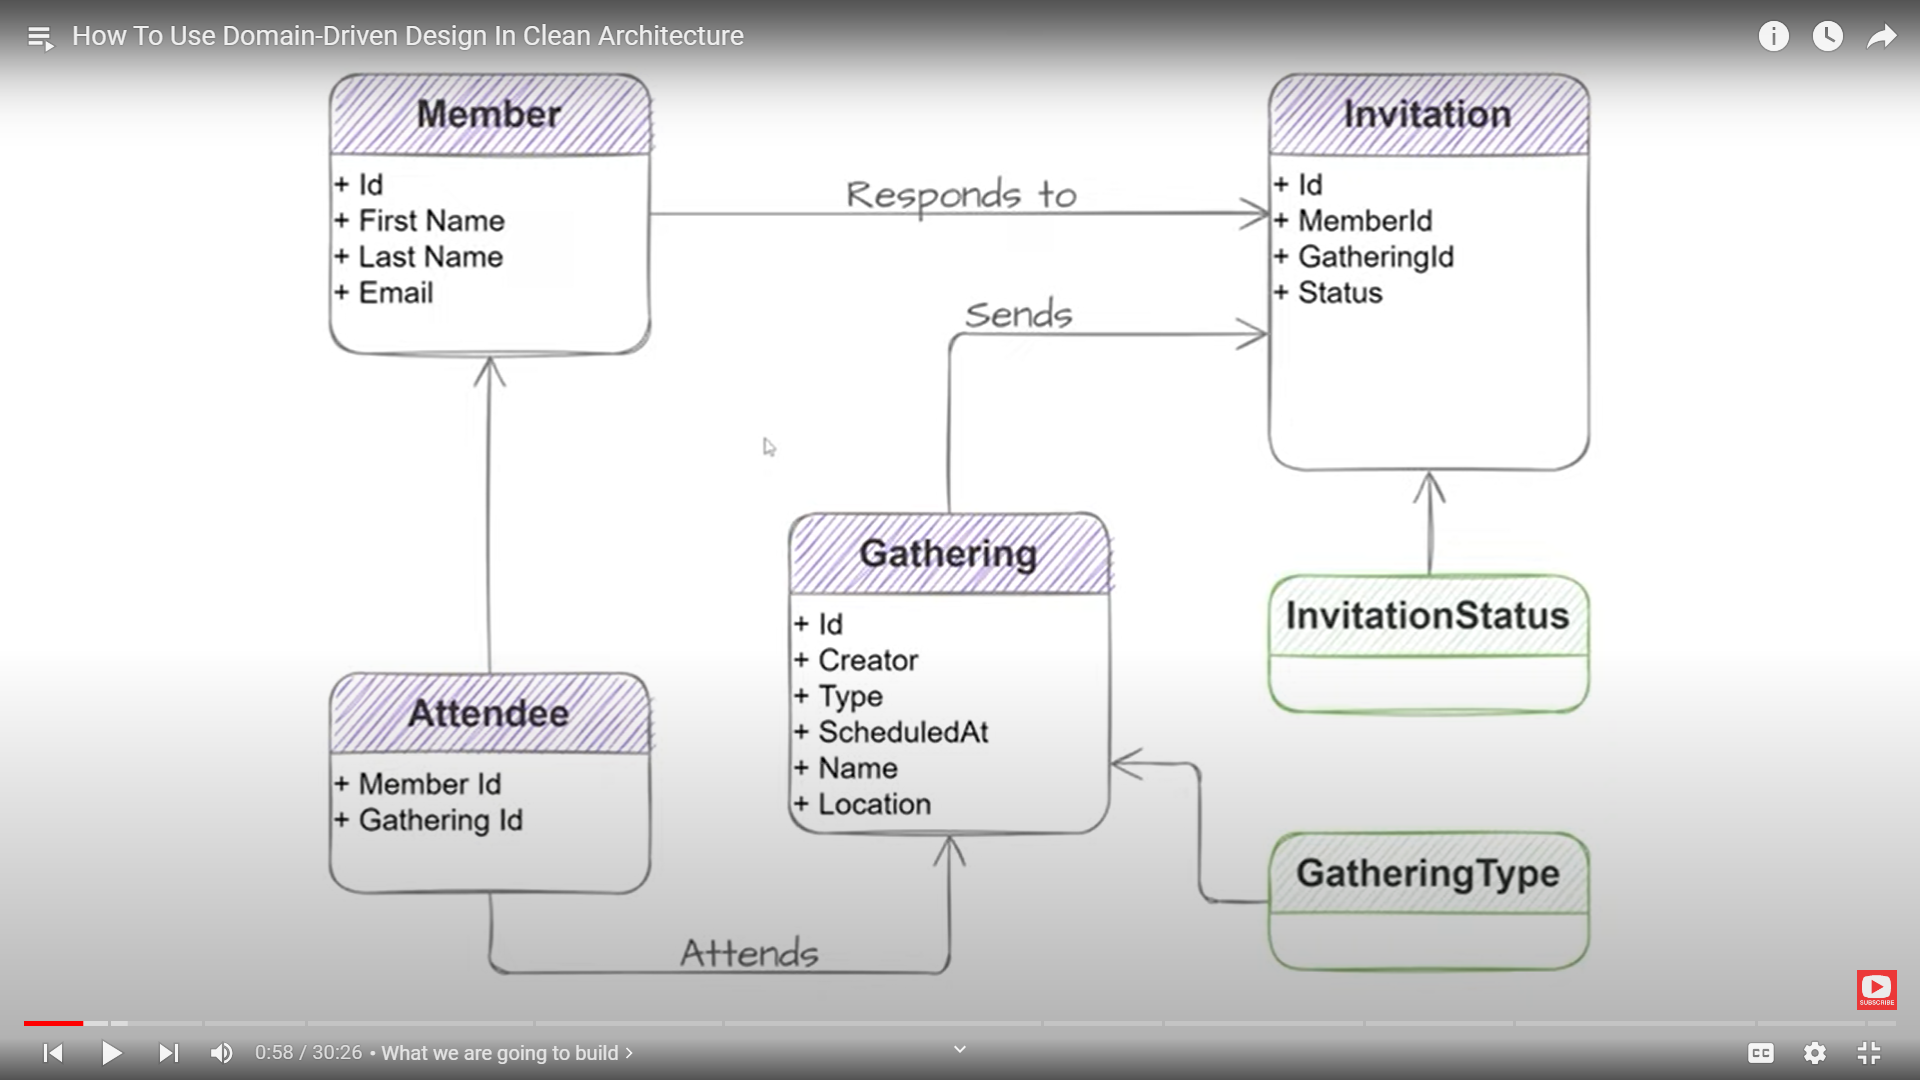 How To Use Domain-Driven Design In Clean Architecture
Member
+ Id
+ First Name
+ Last Name
+ Email
Responds to
Invitation
+ Id
+ MemberId
+ GatheringId
+ Status
Sends
Gathering
+ Id
+ Creator
+ Type
+ ScheduledAt
+ Name
+ Location
InvitationStatus
Attendee
+ Member Id
+ Gathering Id
GatheringType
Attends
SUBSCRIBE
0:58 / 30:26 • What we are going to build >
CC